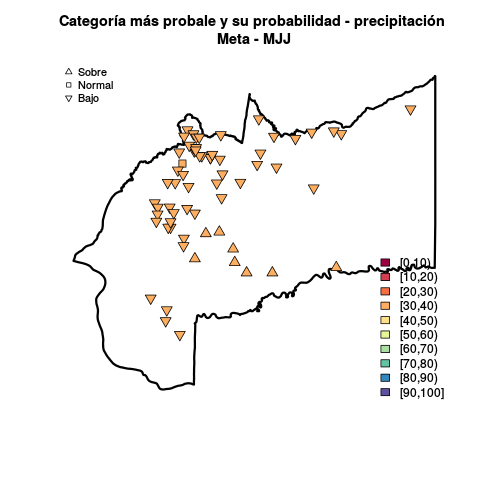 Categoría más probale y su probabilidad - precipitación
Meta - MJJ
Sobre
Normal
Bajo
[0,10)
[10,20)
[20,30)
[30,40)
[40,50)
[50,60)
[60,70)
[70,80)
[80,90)
[90,100]